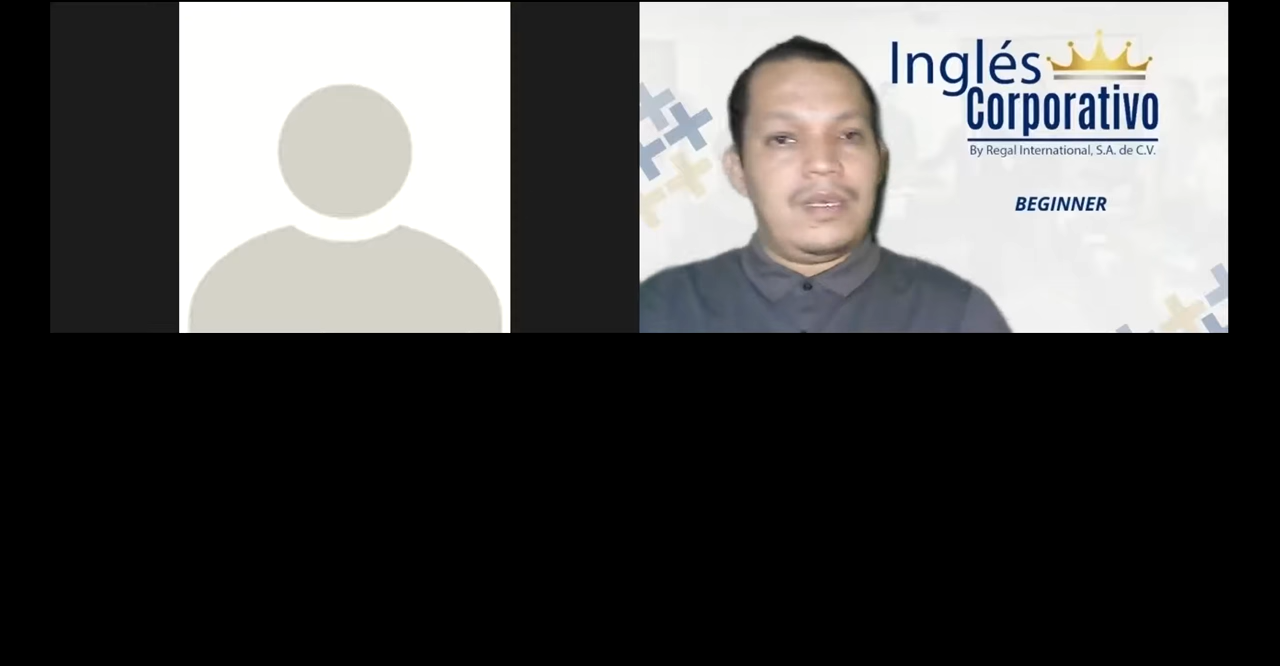 Inglés
Corporativo
By Regal International, S.A. de C.V.
BEGINNER